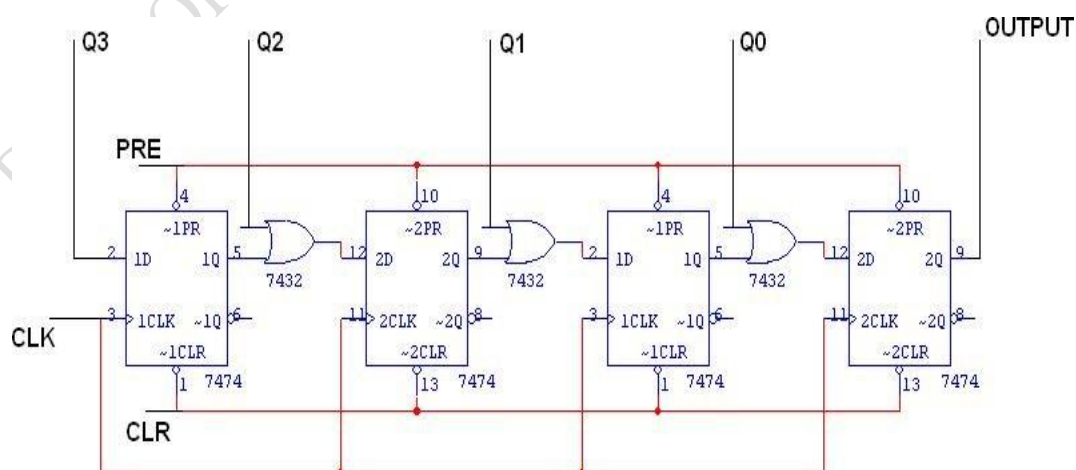 Q3 Q2 Q1 Q0 OUTPUT
PRE
4 10 4 10
~1PR ~2PR ~1PR ~2PR
2 1D 1Q 5 12 2D 2Q 9 2 1D 1Q 5 12 2D 2Q 9
7432 7432 7432
3 1CLK ~1Q 6 11 2CLK ~2Q 8 3 1CLK ~1Q 6 11 2CLK ~2Q 8
CLK
~1CLR ~2CLR ~1CLR ~2CLR
1 7474 13 7474 1 7474 13 7474
CLR